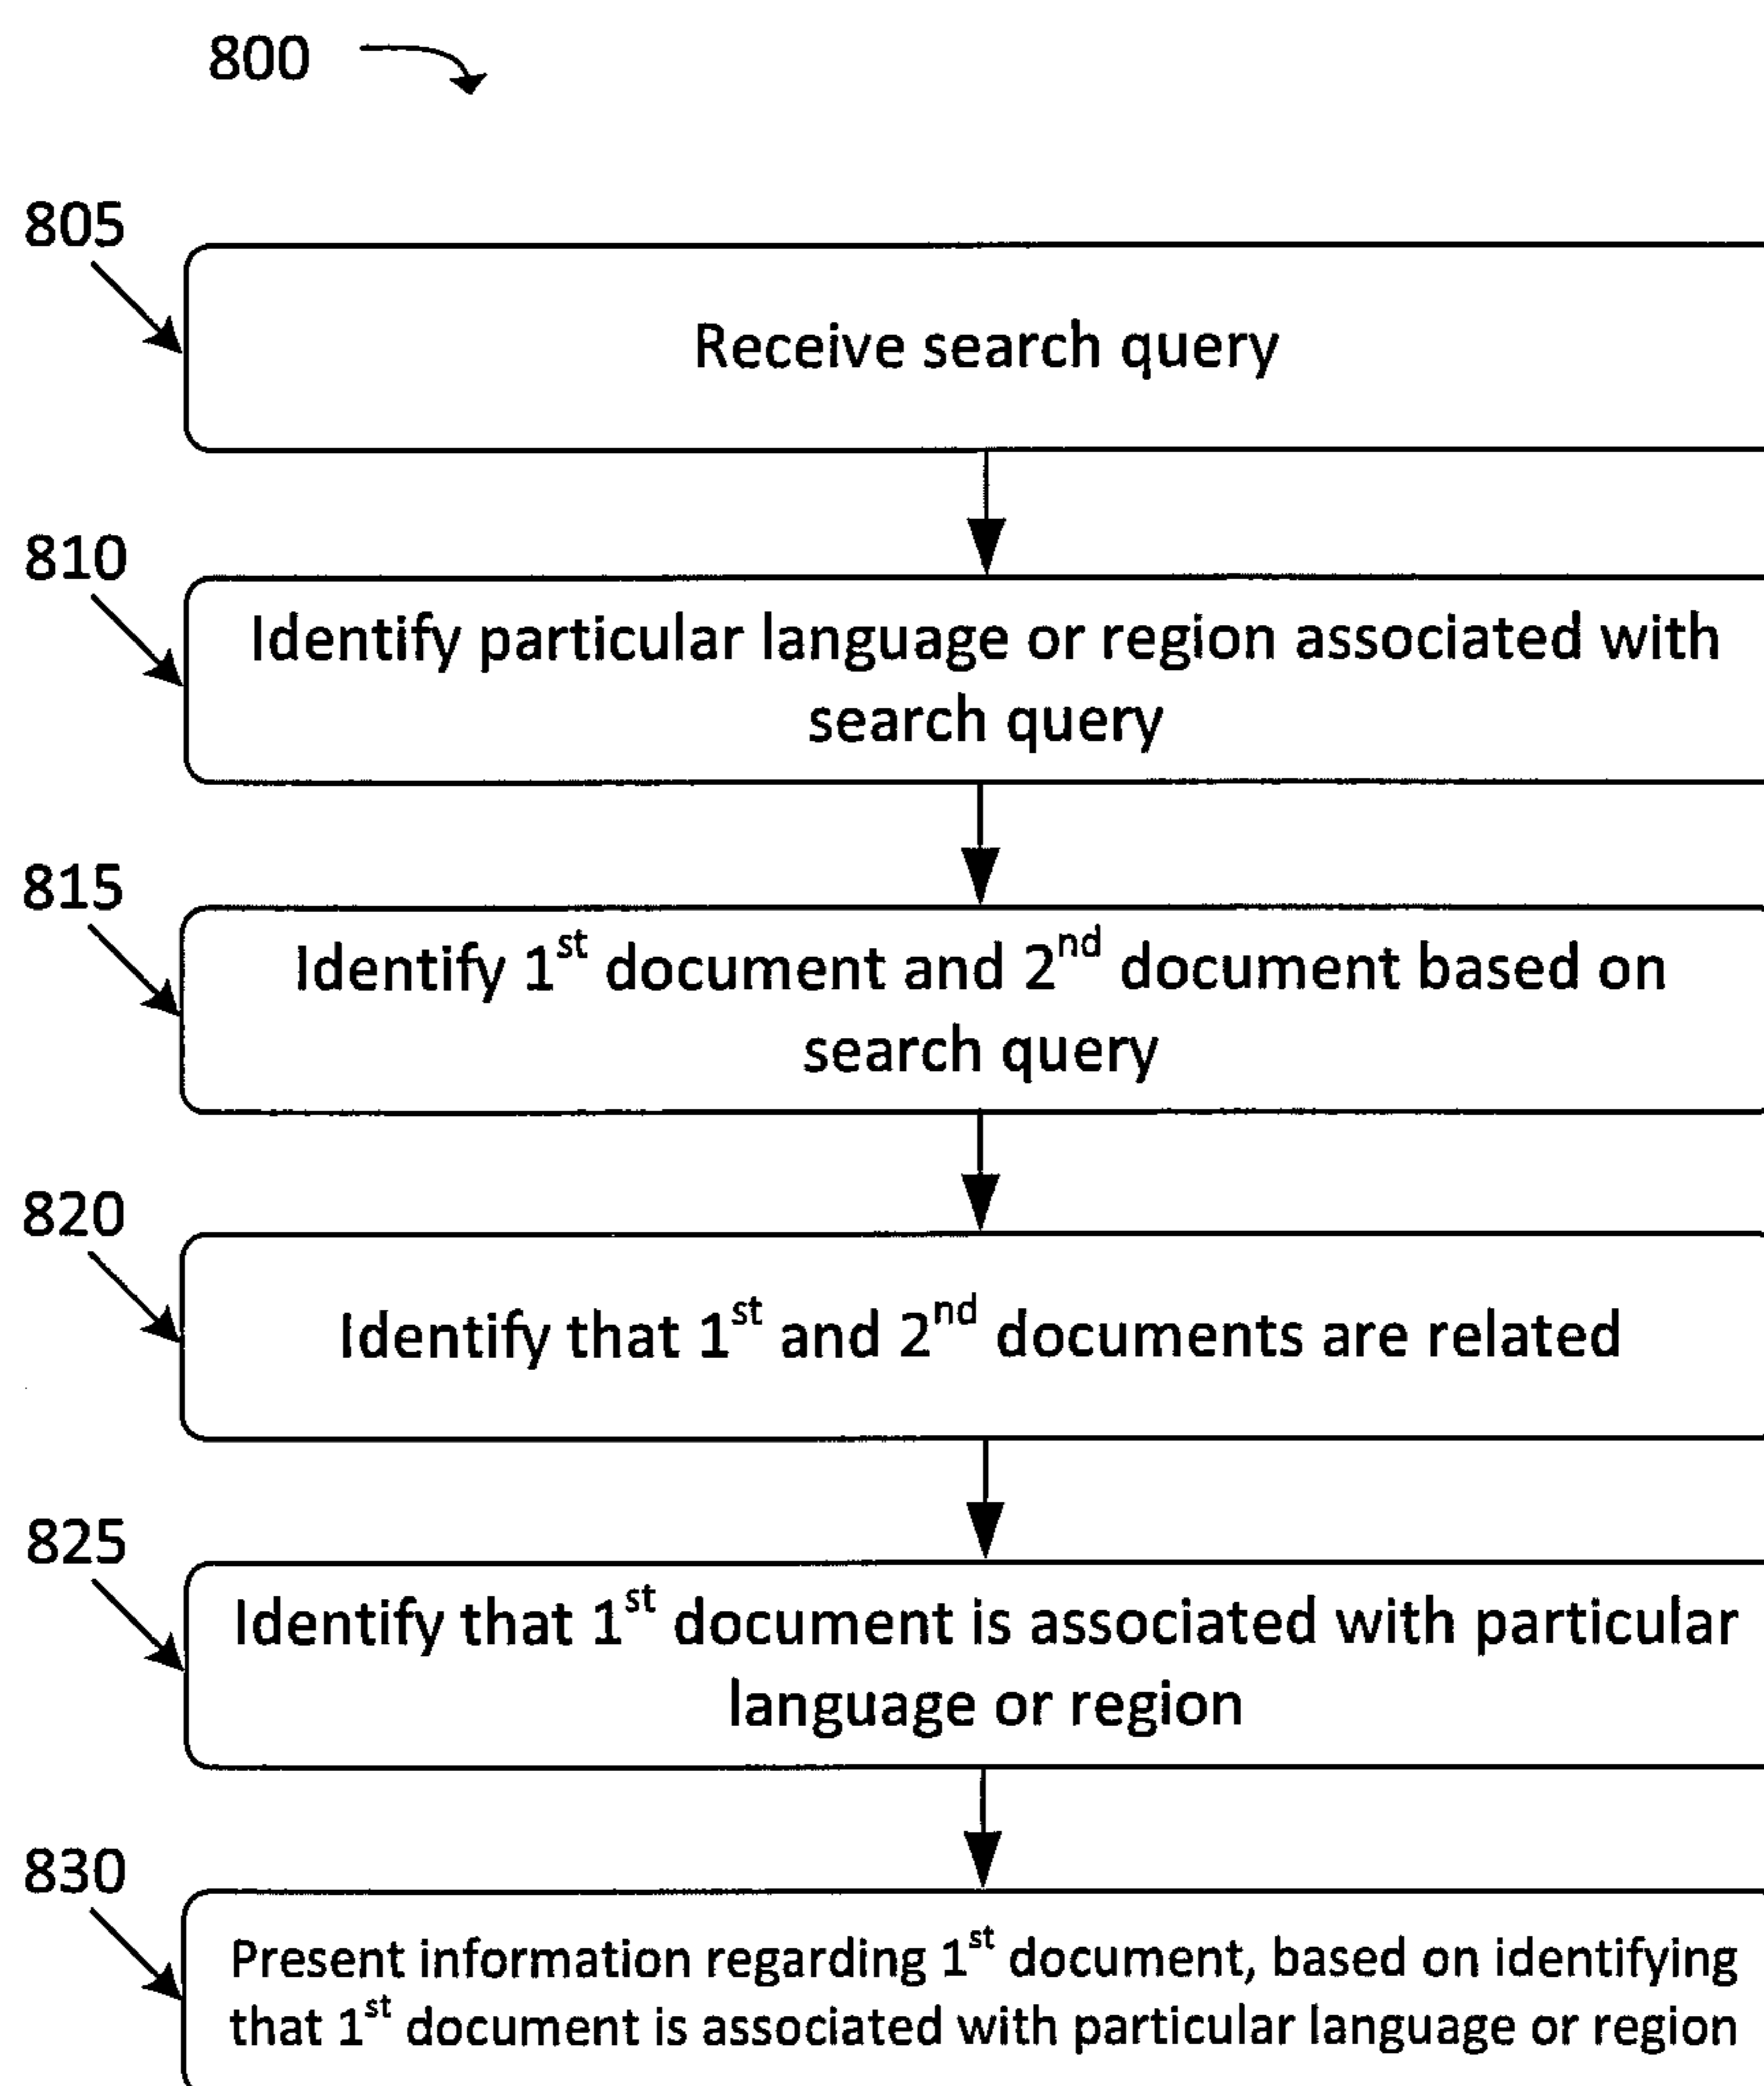 800
805
Receive search query
810
Identify particular language or region associated with
search query
815
Identify 1st document and 2nd document based on
search query
820
Identify that 1st and 2nd documents are related
825
Identify that 1st document is associated with particular
language or region
830
Present information regarding 1st document, based on identifying
that 1st document is associated with particular language or region